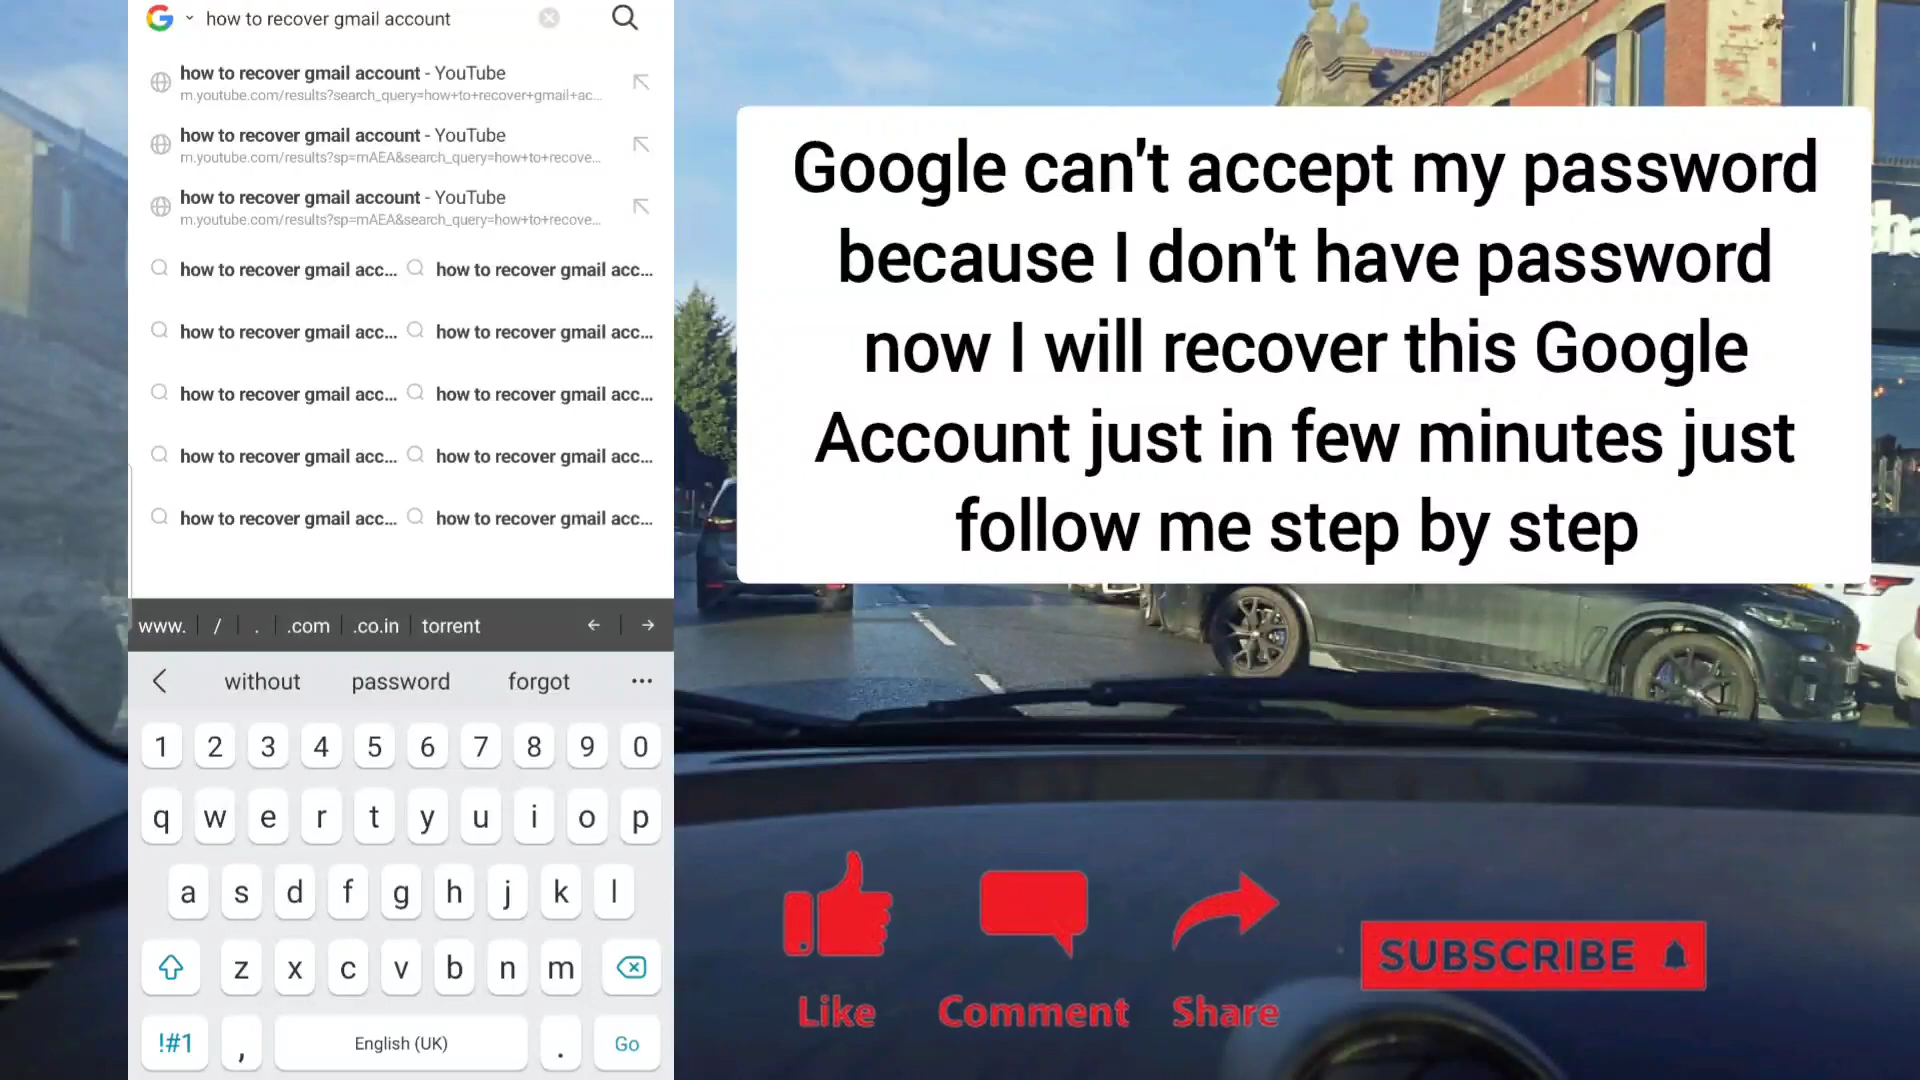 how to recover gmail account
how to recover gmail account - YouTube
m.youtube.com/results?search_query=how+to+recover+gmail+ac...
how to recover gmail account - YouTube
m.youtube.com/results?sp=mAEA&search_query=how+to+recove...
how to recover gmail account - YouTube
m.youtube.com/results?sp=mAEA&search_query=how+to+recove...
how to recover gmail acc... how to recover gmail acc...
how to recover gmail acc... how to recover gmail acc...
how to recover gmail acc... how to recover gmail acc...
how to recover gmail acc... how to recover gmail acc...
how to recover gmail acc... how to recover gmail acc...
www. / . .com .co.in torrent
without password forgot ...
1 2 3 4 5 6 7 8 9 0
q w e r t y u i o p
a s d f g h j k l
z x c v b n m
!#1 , English (UK) . Go
Google can't accept my password
because I don't have password
now I will recover this Google
Account just in few minutes just
follow me step by step
Like Comment Share
SUBSCRIBE